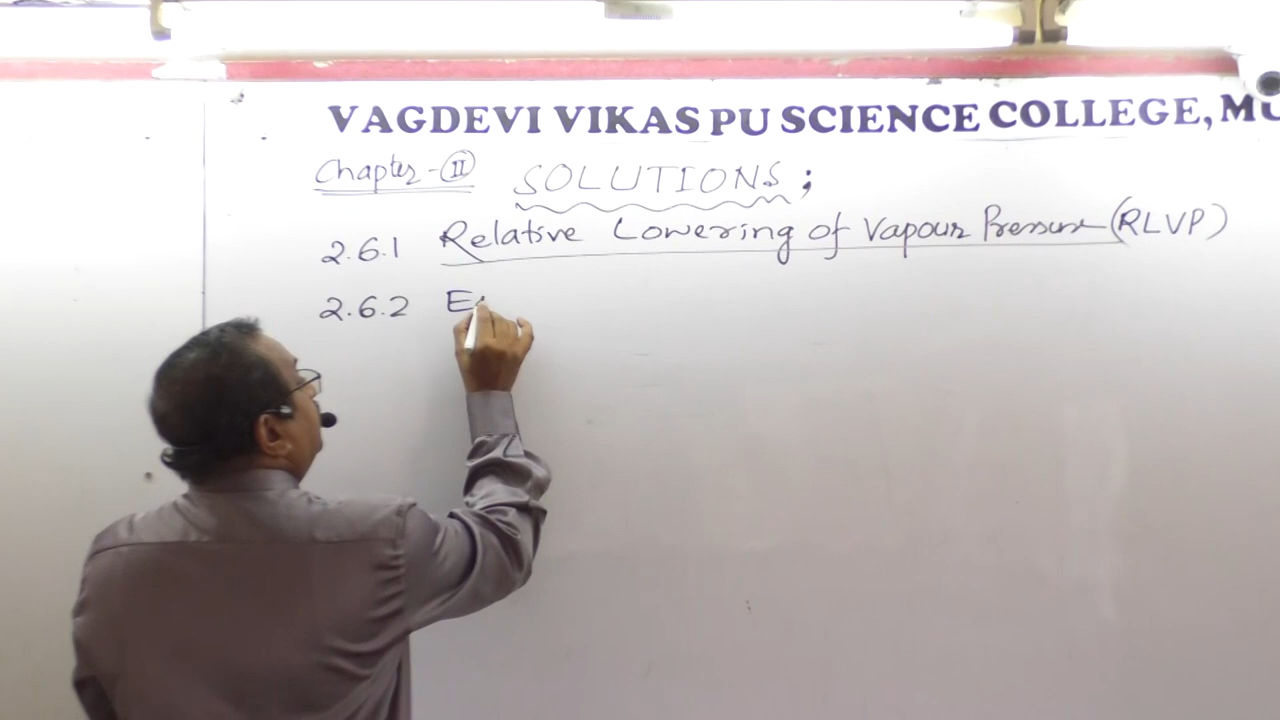 VAGDEVI VIKAS PU SCIENCE COLLEGE,
Chapter - II SOLUTIONS ;
2.6.1 Relative Lowering of Vapour Pressure (RLVP)
2.6.2